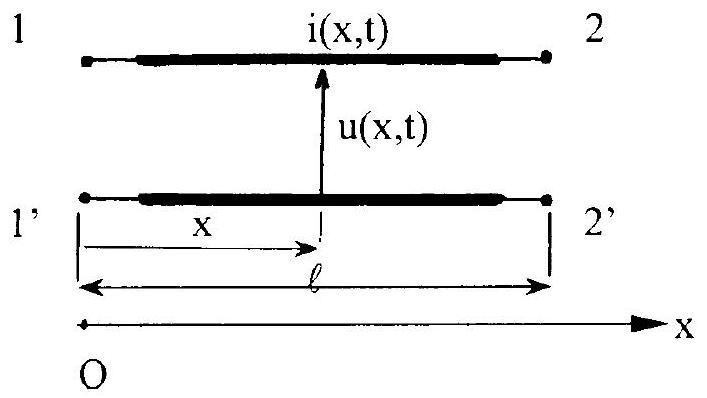 1 i(x,t) 2
u(x,t)
1' 2'
x
ℓ
x
O